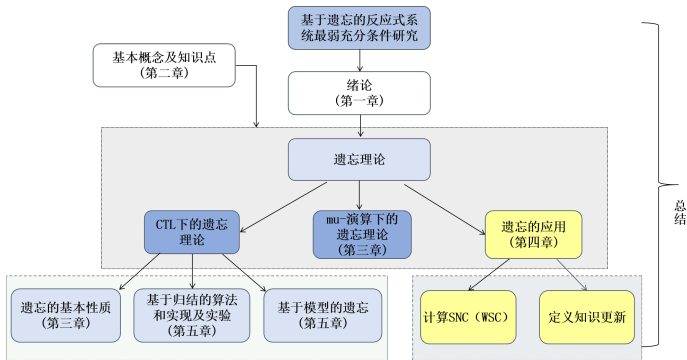 基于遗忘的反应式系
统最弱充分条件研究
基本概念及知识点
(第二章)
绪论
(第一章)
遗忘理论
CTL下的遗忘
理论
mu-演算下的
遗忘理论
(第三章)
遗忘的应用
(第四章)
总结
遗忘的基本性质
(第三章)
基于归结的算法
和实现及实验
(第五章)
基于模型的遗忘
(第五章)
计算SNC（WSC）
定义知识更新